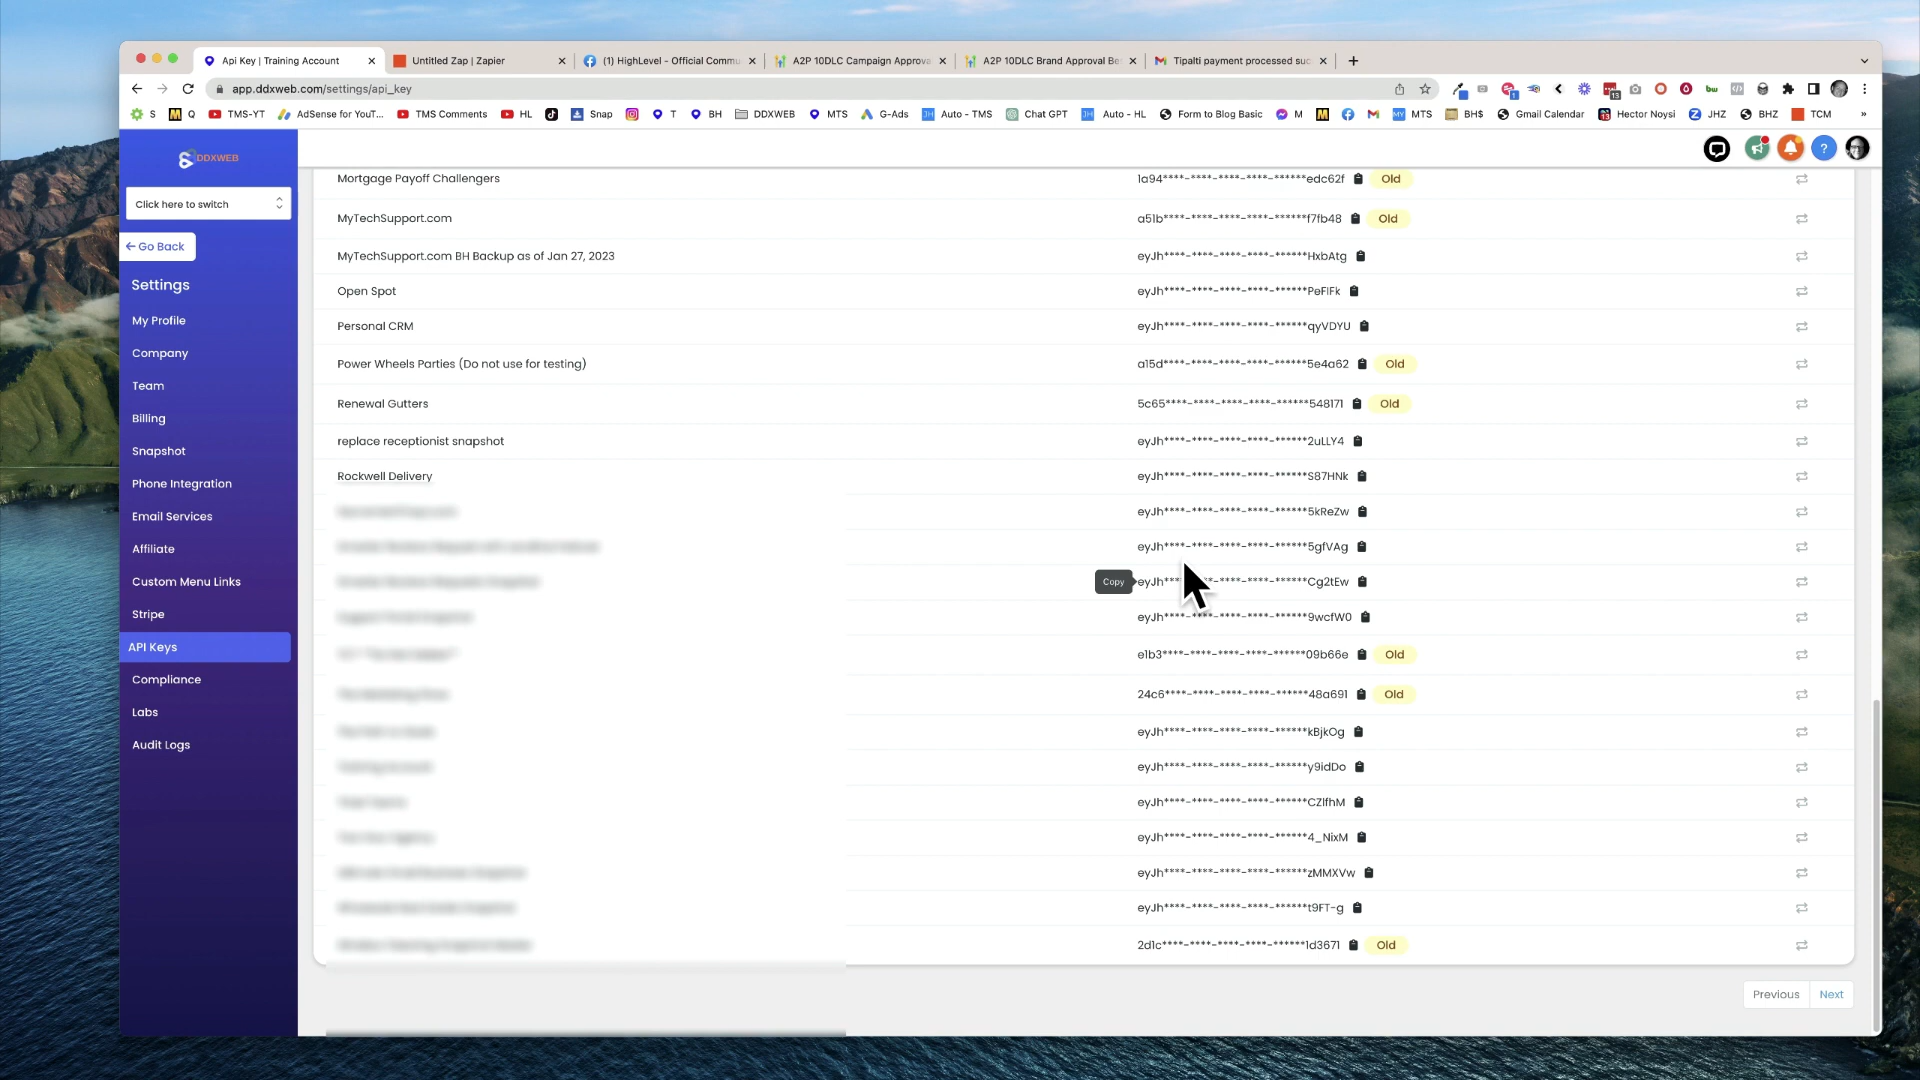 Api Key | Training Account
Untitled Zap | Zapier
(1) HighLevel - Official Commu
A2P 10DLC Campaign Approva
A2P 10DLC Brand Approval Be
Tipalti payment processed suc
app.ddxweb.com/settings/api_key
S
Q
TMS-YT
AdSense for YouT...
TMS Comments
HL
Snap
T
BH
DDXWEB
MTS
G-Ads
Auto - TMS
Chat GPT
Auto - HL
Form to Blog Basic
M
MTS
BH$
Gmail Calendar
Hector Noysi
JHZ
BHZ
TCM
»
DDXWEB
Click here to switch
← Go Back
Settings
My Profile
Company
Team
Billing
Snapshot
Phone Integration
Email Services
Affiliate
Custom Menu Links
Stripe
API Keys
Compliance
Labs
Audit Logs
Mortgage Payoff Challengers 1a94****-****-****-****-******edc62f Old
MyTechSupport.com a51b****-****-****-****-******f7fb48 Old
MyTechSupport.com BH Backup as of Jan 27, 2023 eyJh****-****-****-****-******HxbAtg
Open Spot eyJh****-****-****-****-******PeFIFk
Personal CRM eyJh****-****-****-****-******qyVDYU
Power Wheels Parties (Do not use for testing) a15d****-****-****-****-******5e4a62 Old
Renewal Gutters 5c65****-****-****-****-******548171 Old
replace receptionist snapshot eyJh****-****-****-****-******2uLLY4
Rockwell Delivery eyJh****-****-****-****-******S87HNk
eyJh****-****-****-****-******5kReZw
eyJh****-****-****-****-******5gfVAg
Copy
eyJh****-****-****-****-******Cg2tEw
eyJh****-****-****-****-******9wcfW0
e1b3****-****-****-****-******09b66e Old
24c6****-****-****-****-******48a691 Old
eyJh****-****-****-****-******kBjkOg
eyJh****-****-****-****-******y9idDo
eyJh****-****-****-****-******CZlfhM
eyJh****-****-****-****-******4_NixM
eyJh****-****-****-****-******zMMXVw
eyJh****-****-****-****-******t9FT-g
2d1c****-****-****-****-******1d3671 Old
Previous Next